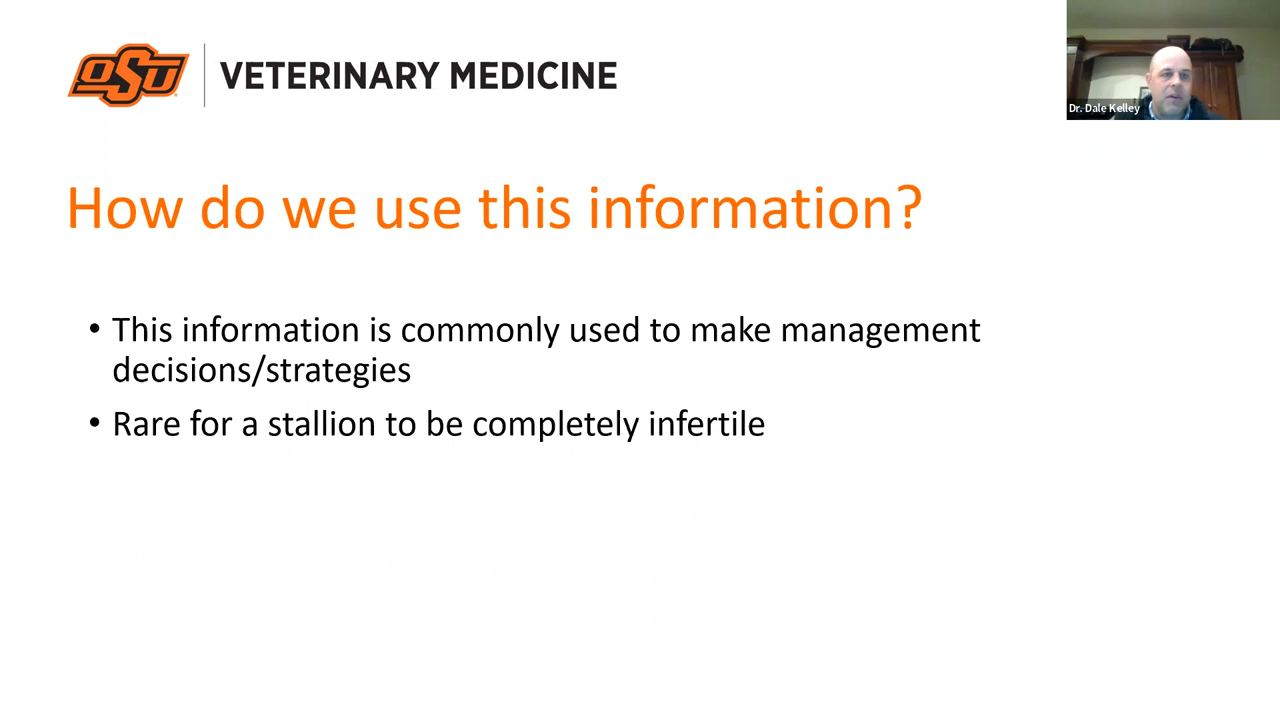 OSU VETERINARY MEDICINE
Dr. Dale Kelley
How do we use this information?
• This information is commonly used to make management
decisions/strategies
• Rare for a stallion to be completely infertile